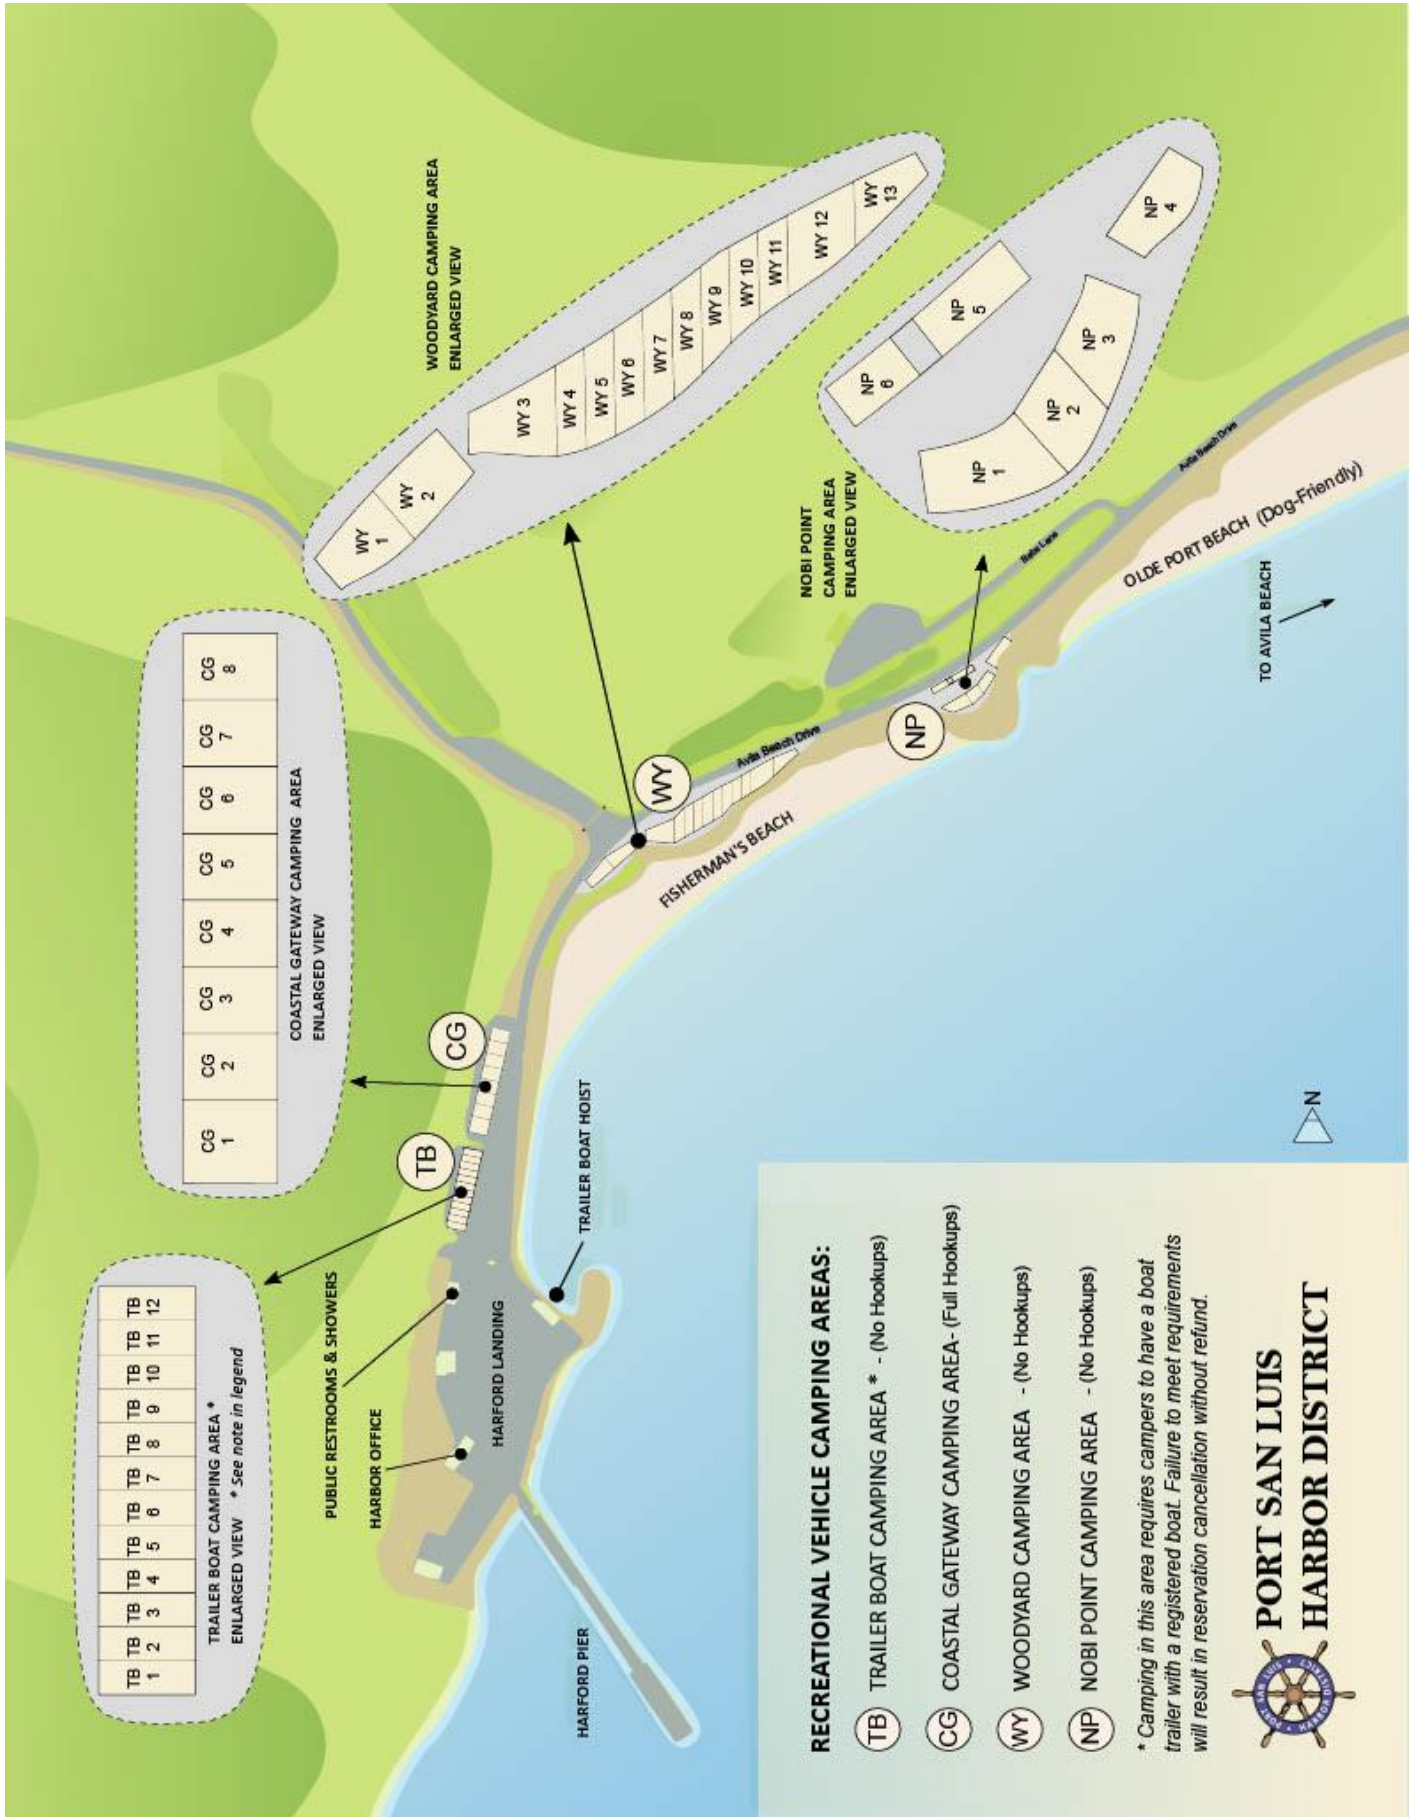 TB 1
TB 2
TB 3
TB 4
TB 5
TB 6
TB 7
TB 8
TB 9
TB 10
TB 11
TB 12
TRAILER BOAT CAMPING AREA *
ENLARGED VIEW * See note in legend
CG 1
CG 2
CG 3
CG 4
CG 5
CG 6
CG 7
CG 8
COASTAL GATEWAY CAMPING AREA
ENLARGED VIEW
WOODYARD CAMPING AREA
ENLARGED VIEW
WY 1
WY 2
WY 3
WY 4
WY 5
WY 6
WY 7
WY 8
WY 9
WY 10
WY 11
WY 12
WY 13
NOBI POINT
CAMPING AREA
ENLARGED VIEW
NP 1
NP 2
NP 3
NP 4
NP 5
NP 6
PUBLIC RESTROOMS & SHOWERS
HARBOR OFFICE
HARFORD LANDING
HARFORD PIER
TRAILER BOAT HOIST
TB
CG
WY
NP
FISHERMAN'S BEACH
Avila Beach Drive
Babe Lane
Avila Beach Drive
OLDE PORT BEACH (Dog-Friendly)
TO AVILA BEACH
N
RECREATIONAL VEHICLE CAMPING AREAS:
TB TRAILER BOAT CAMPING AREA * - (No Hookups)
CG COASTAL GATEWAY CAMPING AREA- (Full Hookups)
WY WOODYARD CAMPING AREA - (No Hookups)
NP NOBI POINT CAMPING AREA - (No Hookups)
* Camping in this area requires campers to have a boat
trailer with a registered boat. Failure to meet requirements
will result in reservation cancellation without refund.
PORT SAN LUIS
HARBOR DISTRICT
PORT SAN LUIS • HARBOR DISTRICT •